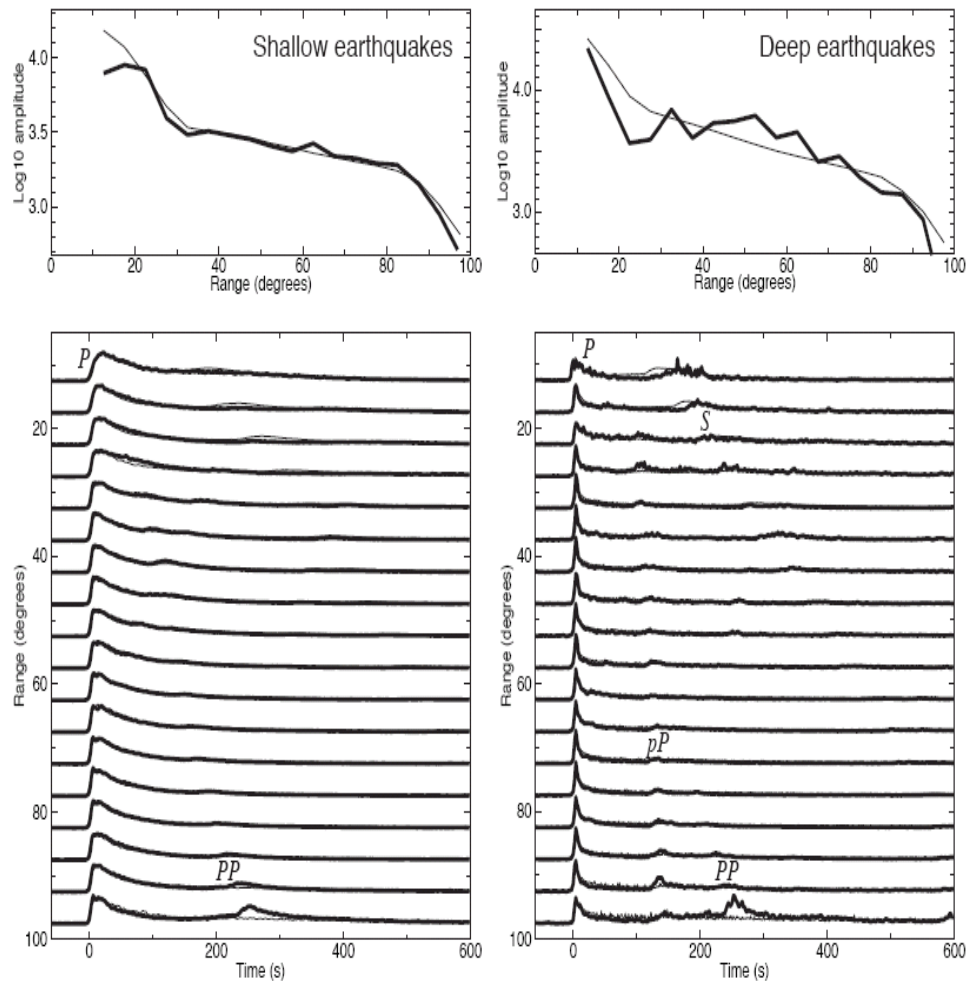 Shallow earthquakes
Log10 amplitude
4.0
3.5
3.0
0 20 40 60 80 100
Range (degrees)
Deep earthquakes
Log10 amplitude
4.0
3.0
0 20 40 60 80 100
Range (degrees)
P
20
40
60
80
100
Range (degrees)
PP
0 200 400 600
Time (s)
P
S
20
40
60
80
100
Range (degrees)
pP
PP
0 200 400 600
Time (s)